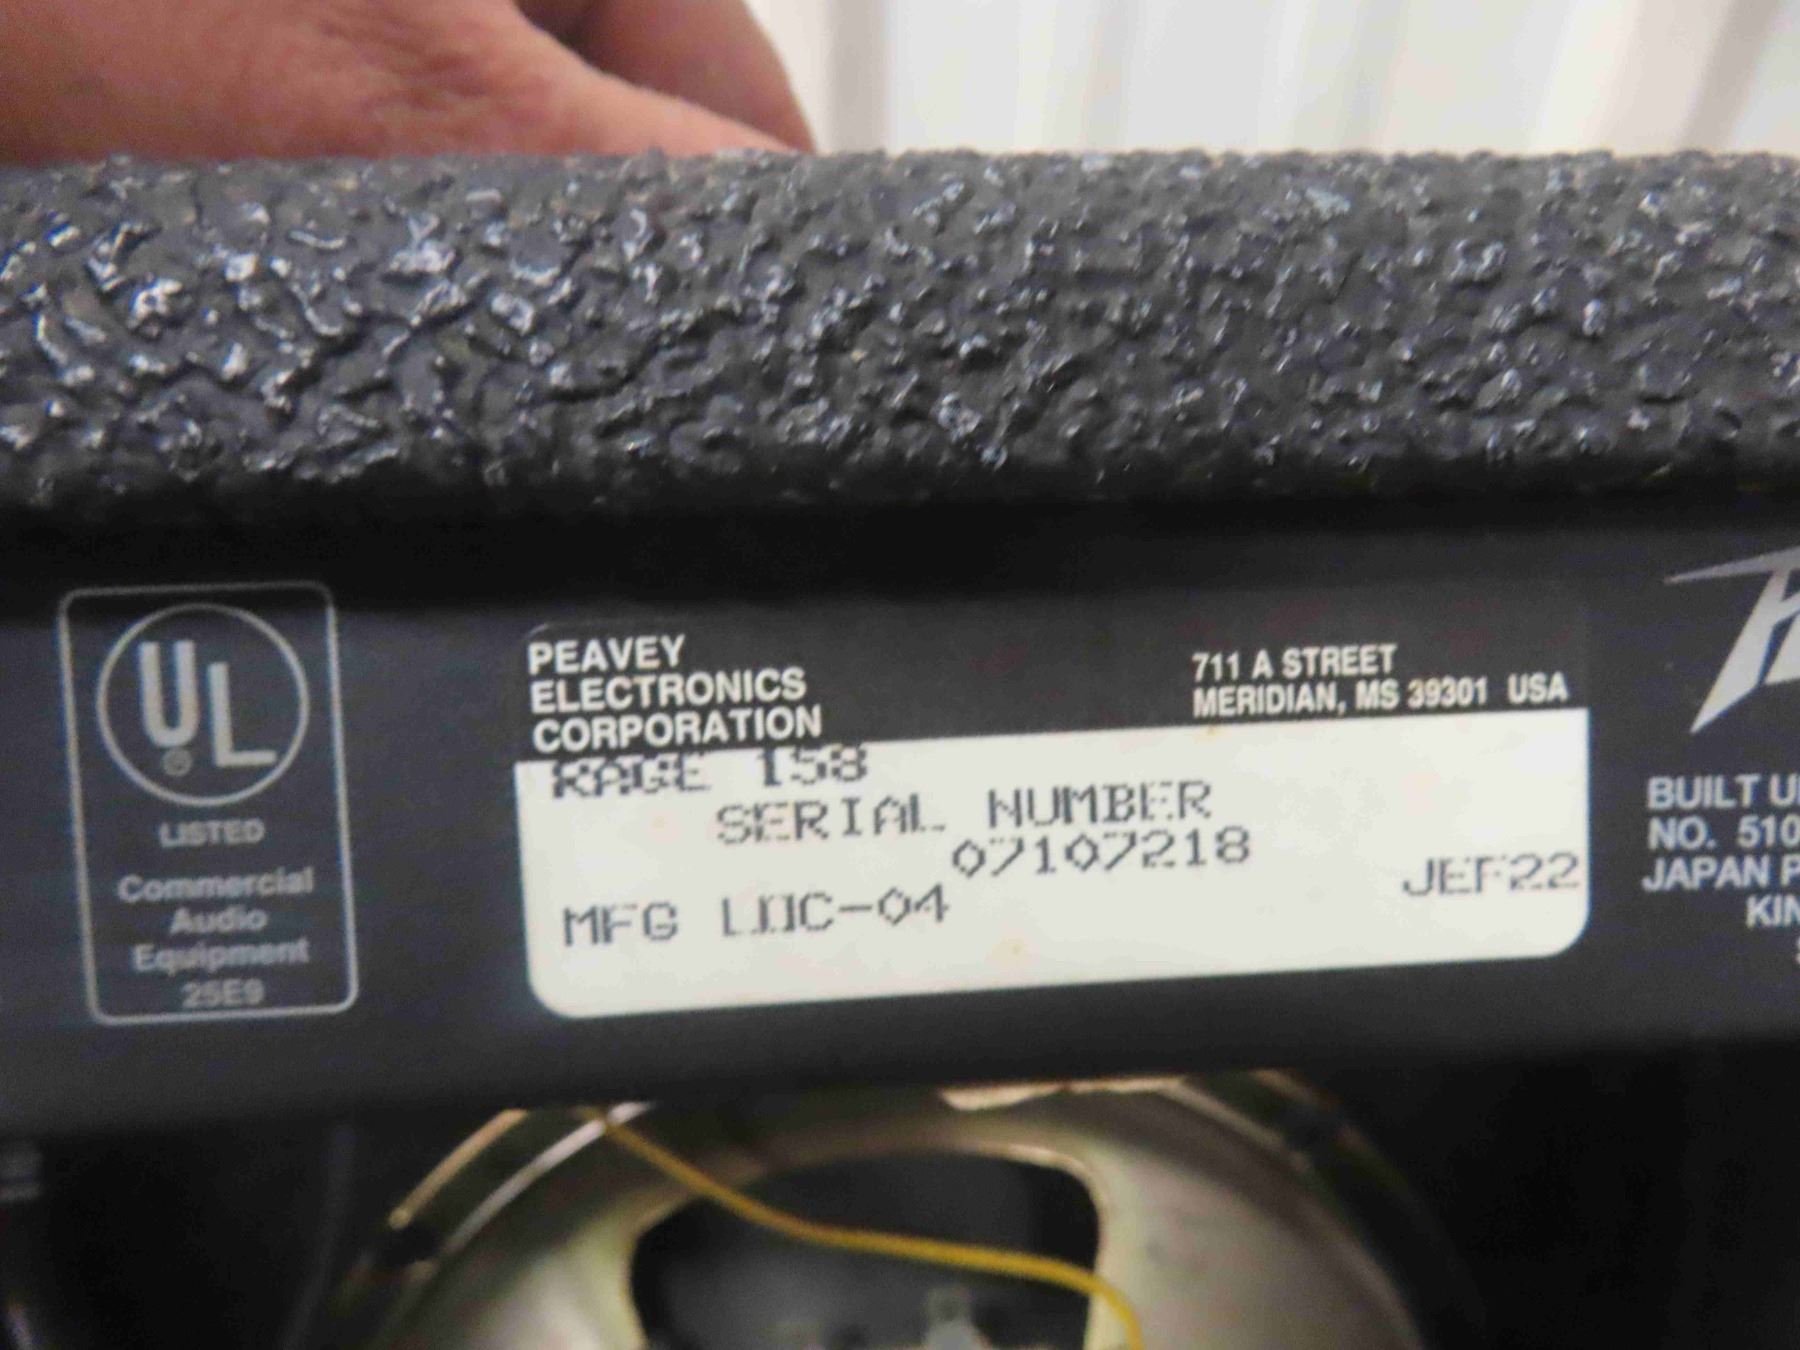 UL
®
LISTED
Commercial
Audio
Equipment
25E9
PEAVEY
ELECTRONICS
CORPORATION
711 A STREET
MERIDIAN, MS 39301 USA
RAGE 158
SERIAL NUMBER
07107218
MFG LOC-04
JEF22
BUILT
NO. 510
JAPAN